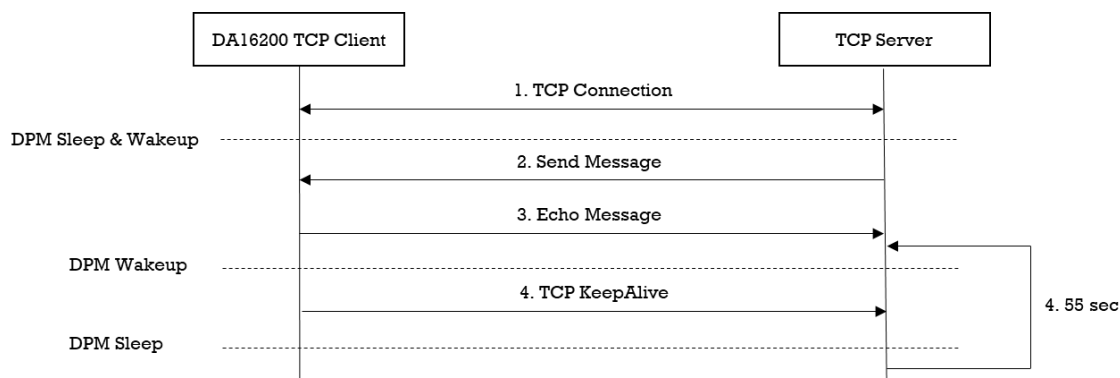 DA16200 TCP Client
TCP Server
1. TCP Connection
DPM Sleep & Wakeup
2. Send Message
3. Echo Message
DPM Wakeup
4. TCP KeepAlive
4. 55 sec
DPM Sleep